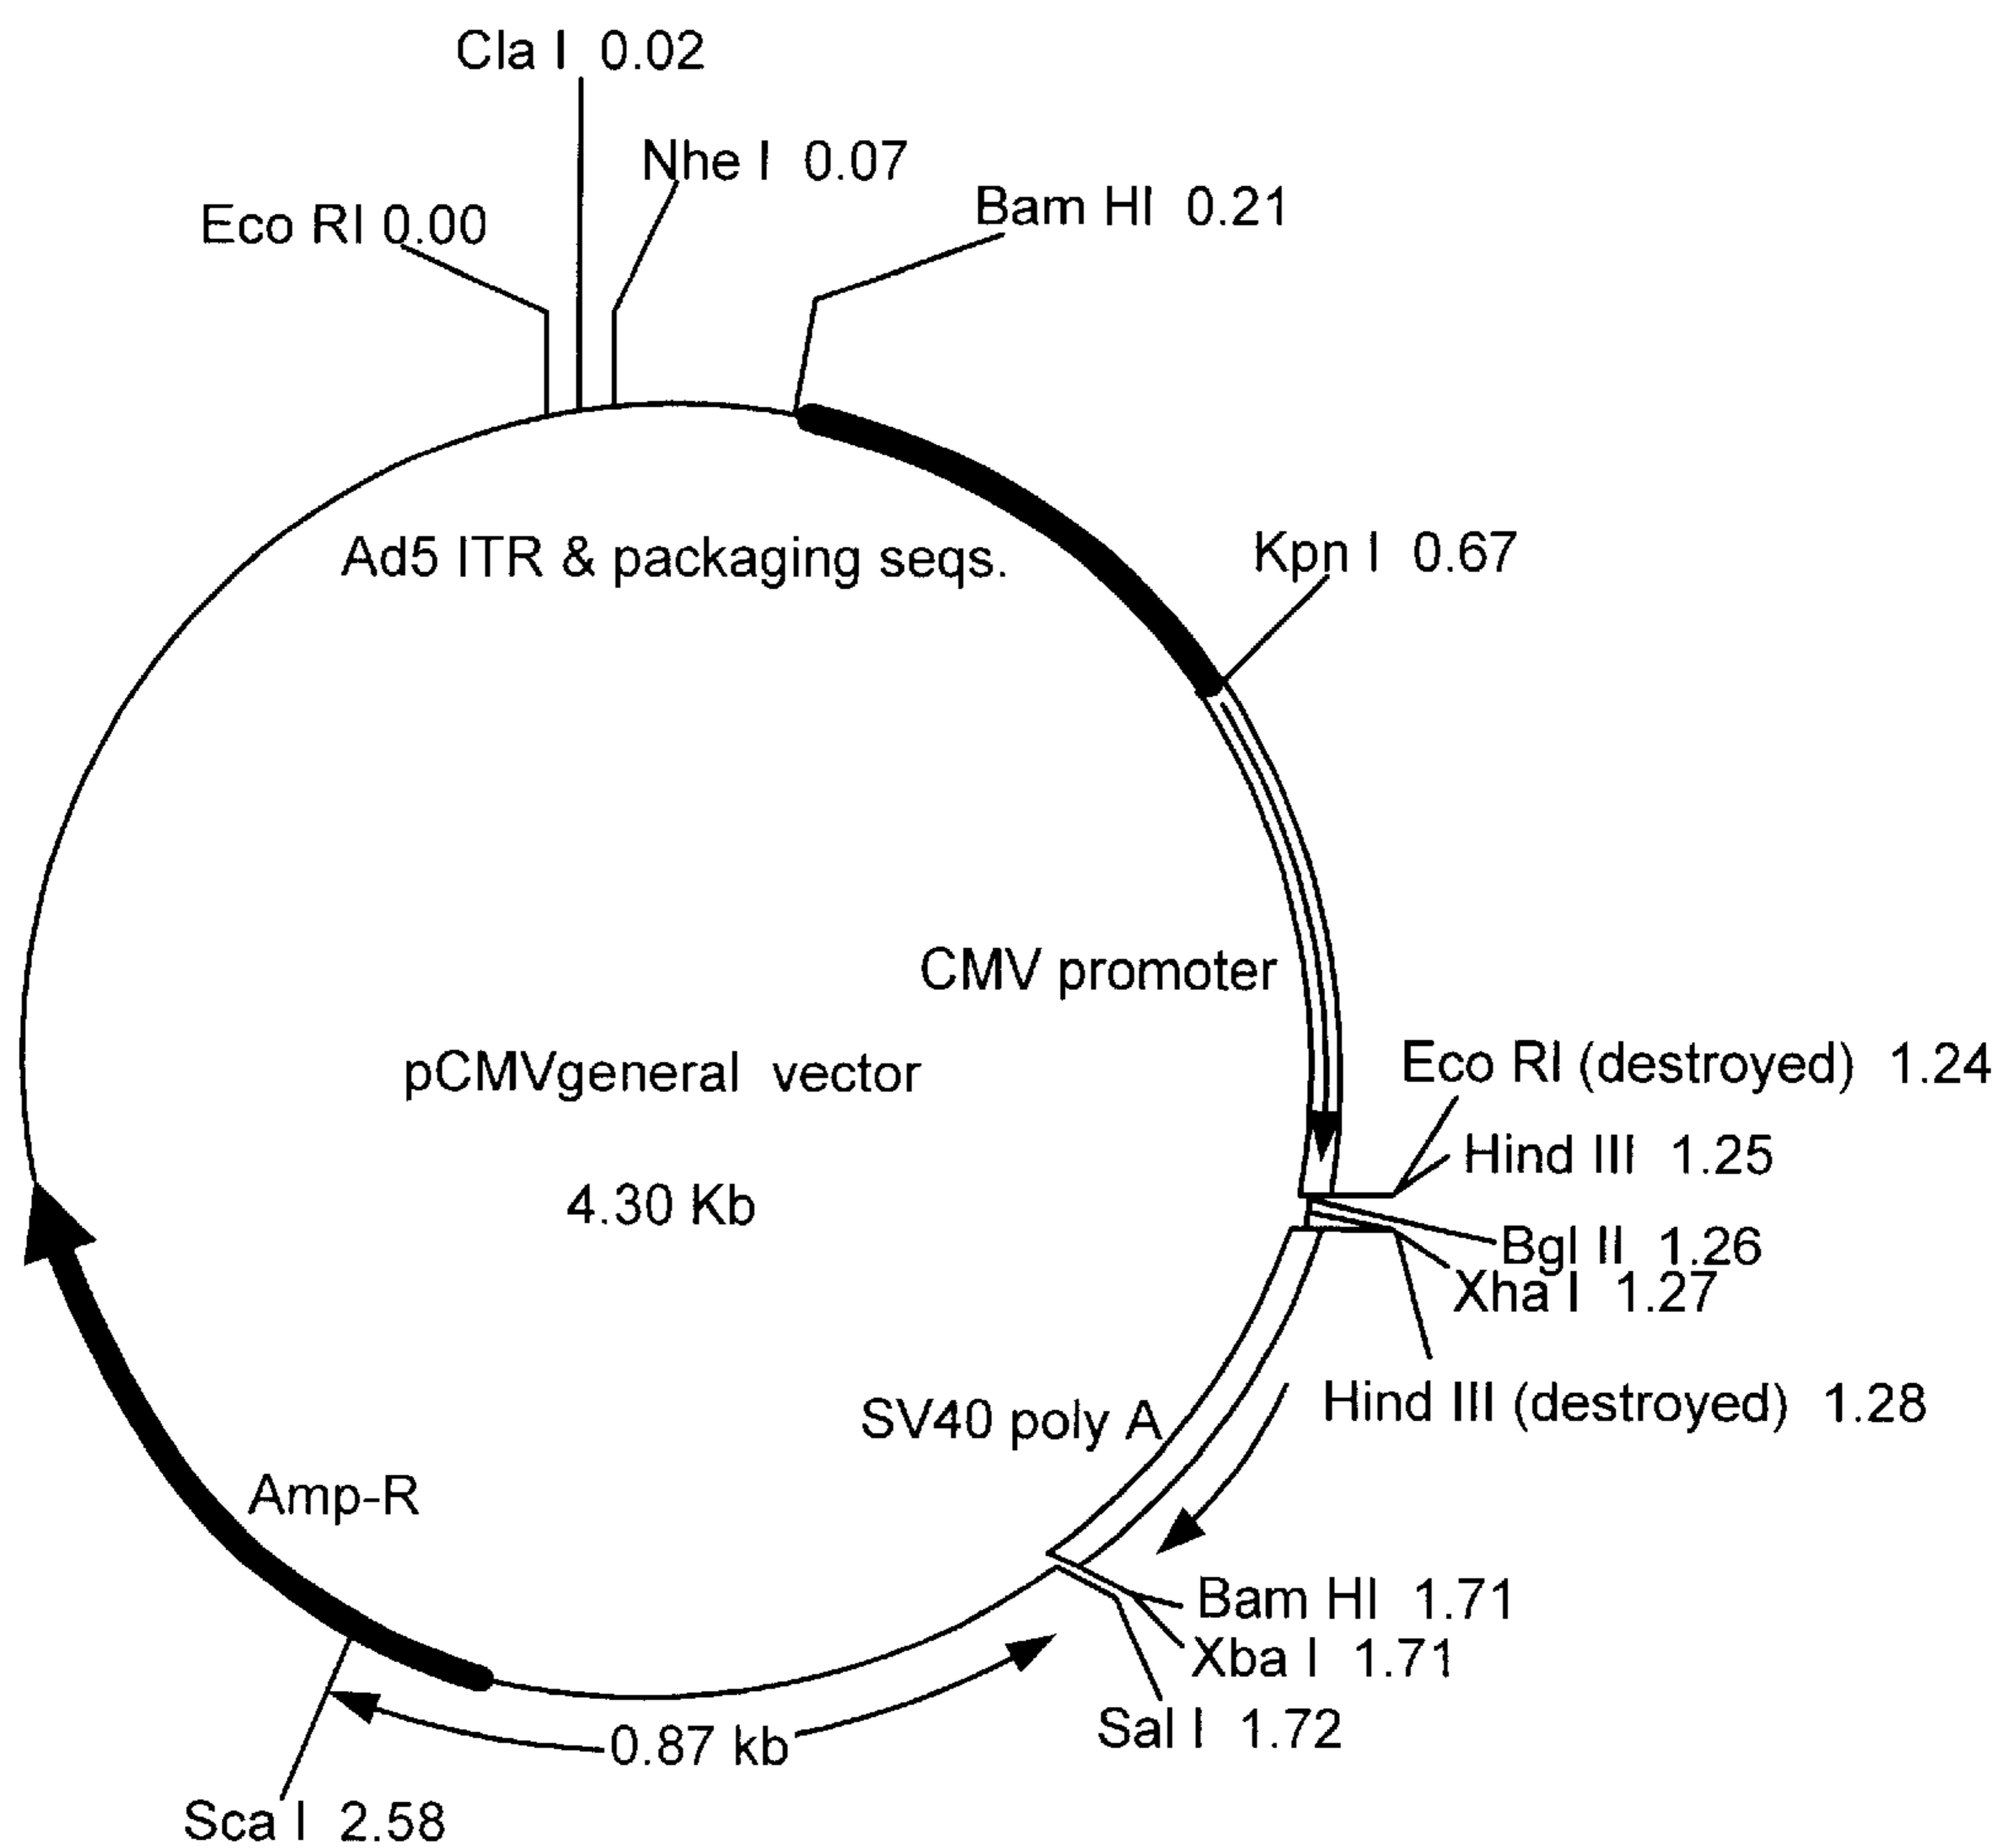 Cla I 0.02
Nhe I 0.07
Eco RI 0.00
Bam HI 0.21
Ad5 ITR & packaging seqs.
Kpn I 0.67
CMV promoter
pCMVgeneral vector
4.30 Kb
Eco RI (destroyed) 1.24
Hind III 1.25
Bgl II 1.26
Xha I 1.27
Hind III (destroyed) 1.28
SV40 poly A
Amp-R
Bam HI 1.71
Xba I 1.71
Sal I 1.72
0.87 kb
Sca I 2.58